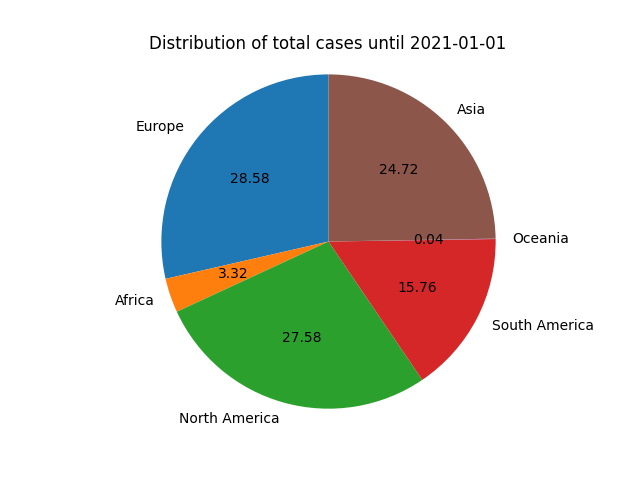 Distribution of total cases until 2021-01-01
Asia
Europe
24.72
28.58
0.04
Oceania
3.32
15.76
Africa
South America
27.58
North America